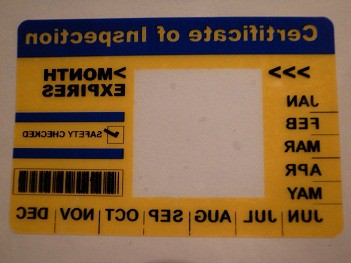 Certificate of Inspection
>>>
>MONTH
EXPIRES
JAN
FEB
MAR
APR
MAY
SAFETY CHECKED
JUN JUL AUG SEP OCT NOV DEC